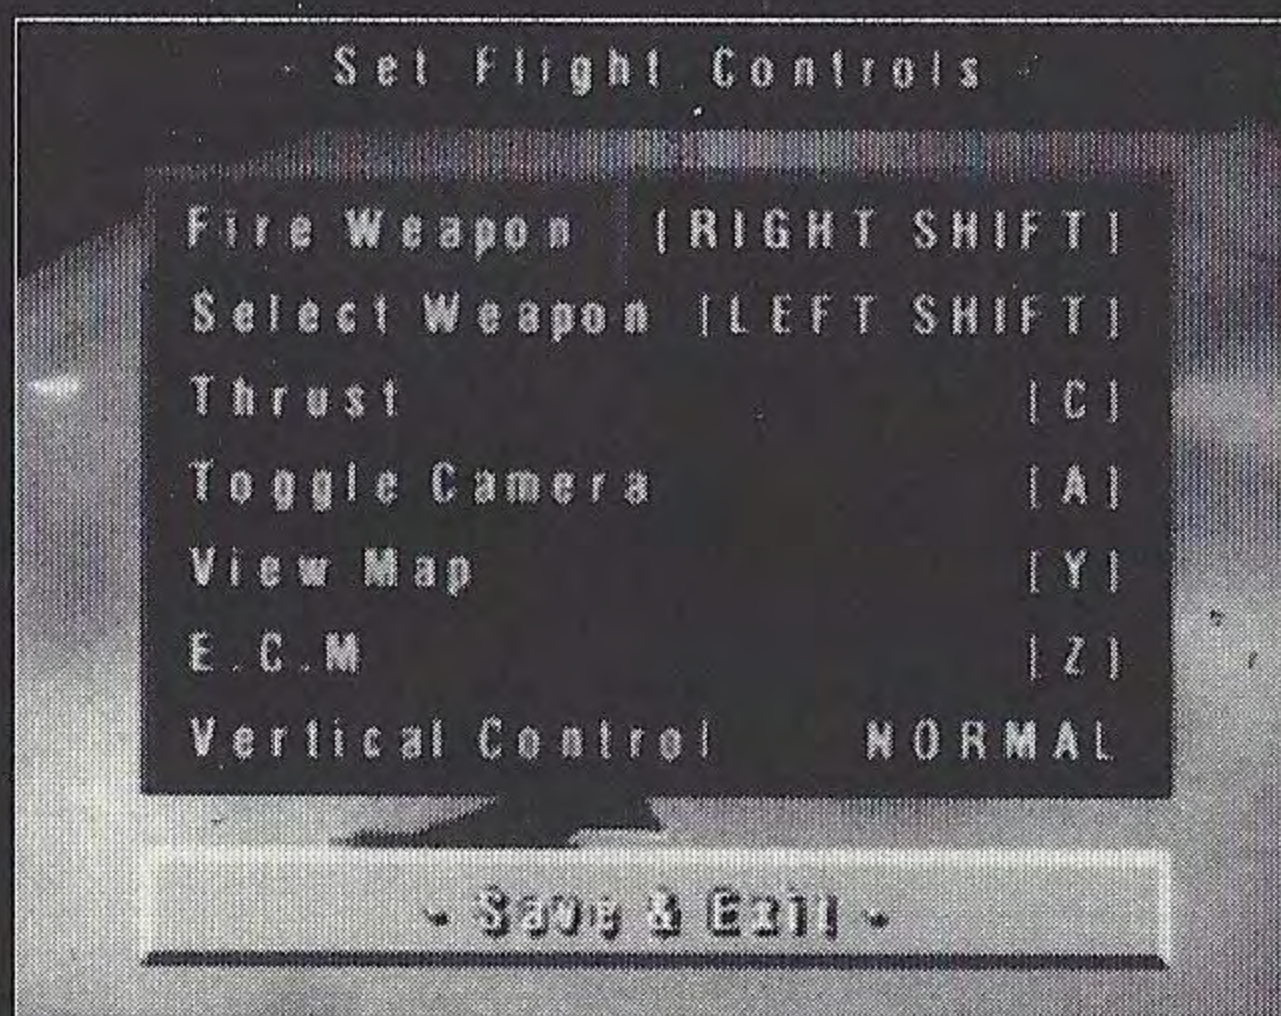 - Set Flight Controls -
Fire Weapon [RIGHT SHIFT]
Select Weapon [LEFT SHIFT]
Thrust [C]
Toggle Camera [A]
View Map [Y]
E.C.M [Z]
Vertical Control NORMAL
- Save & Exit -